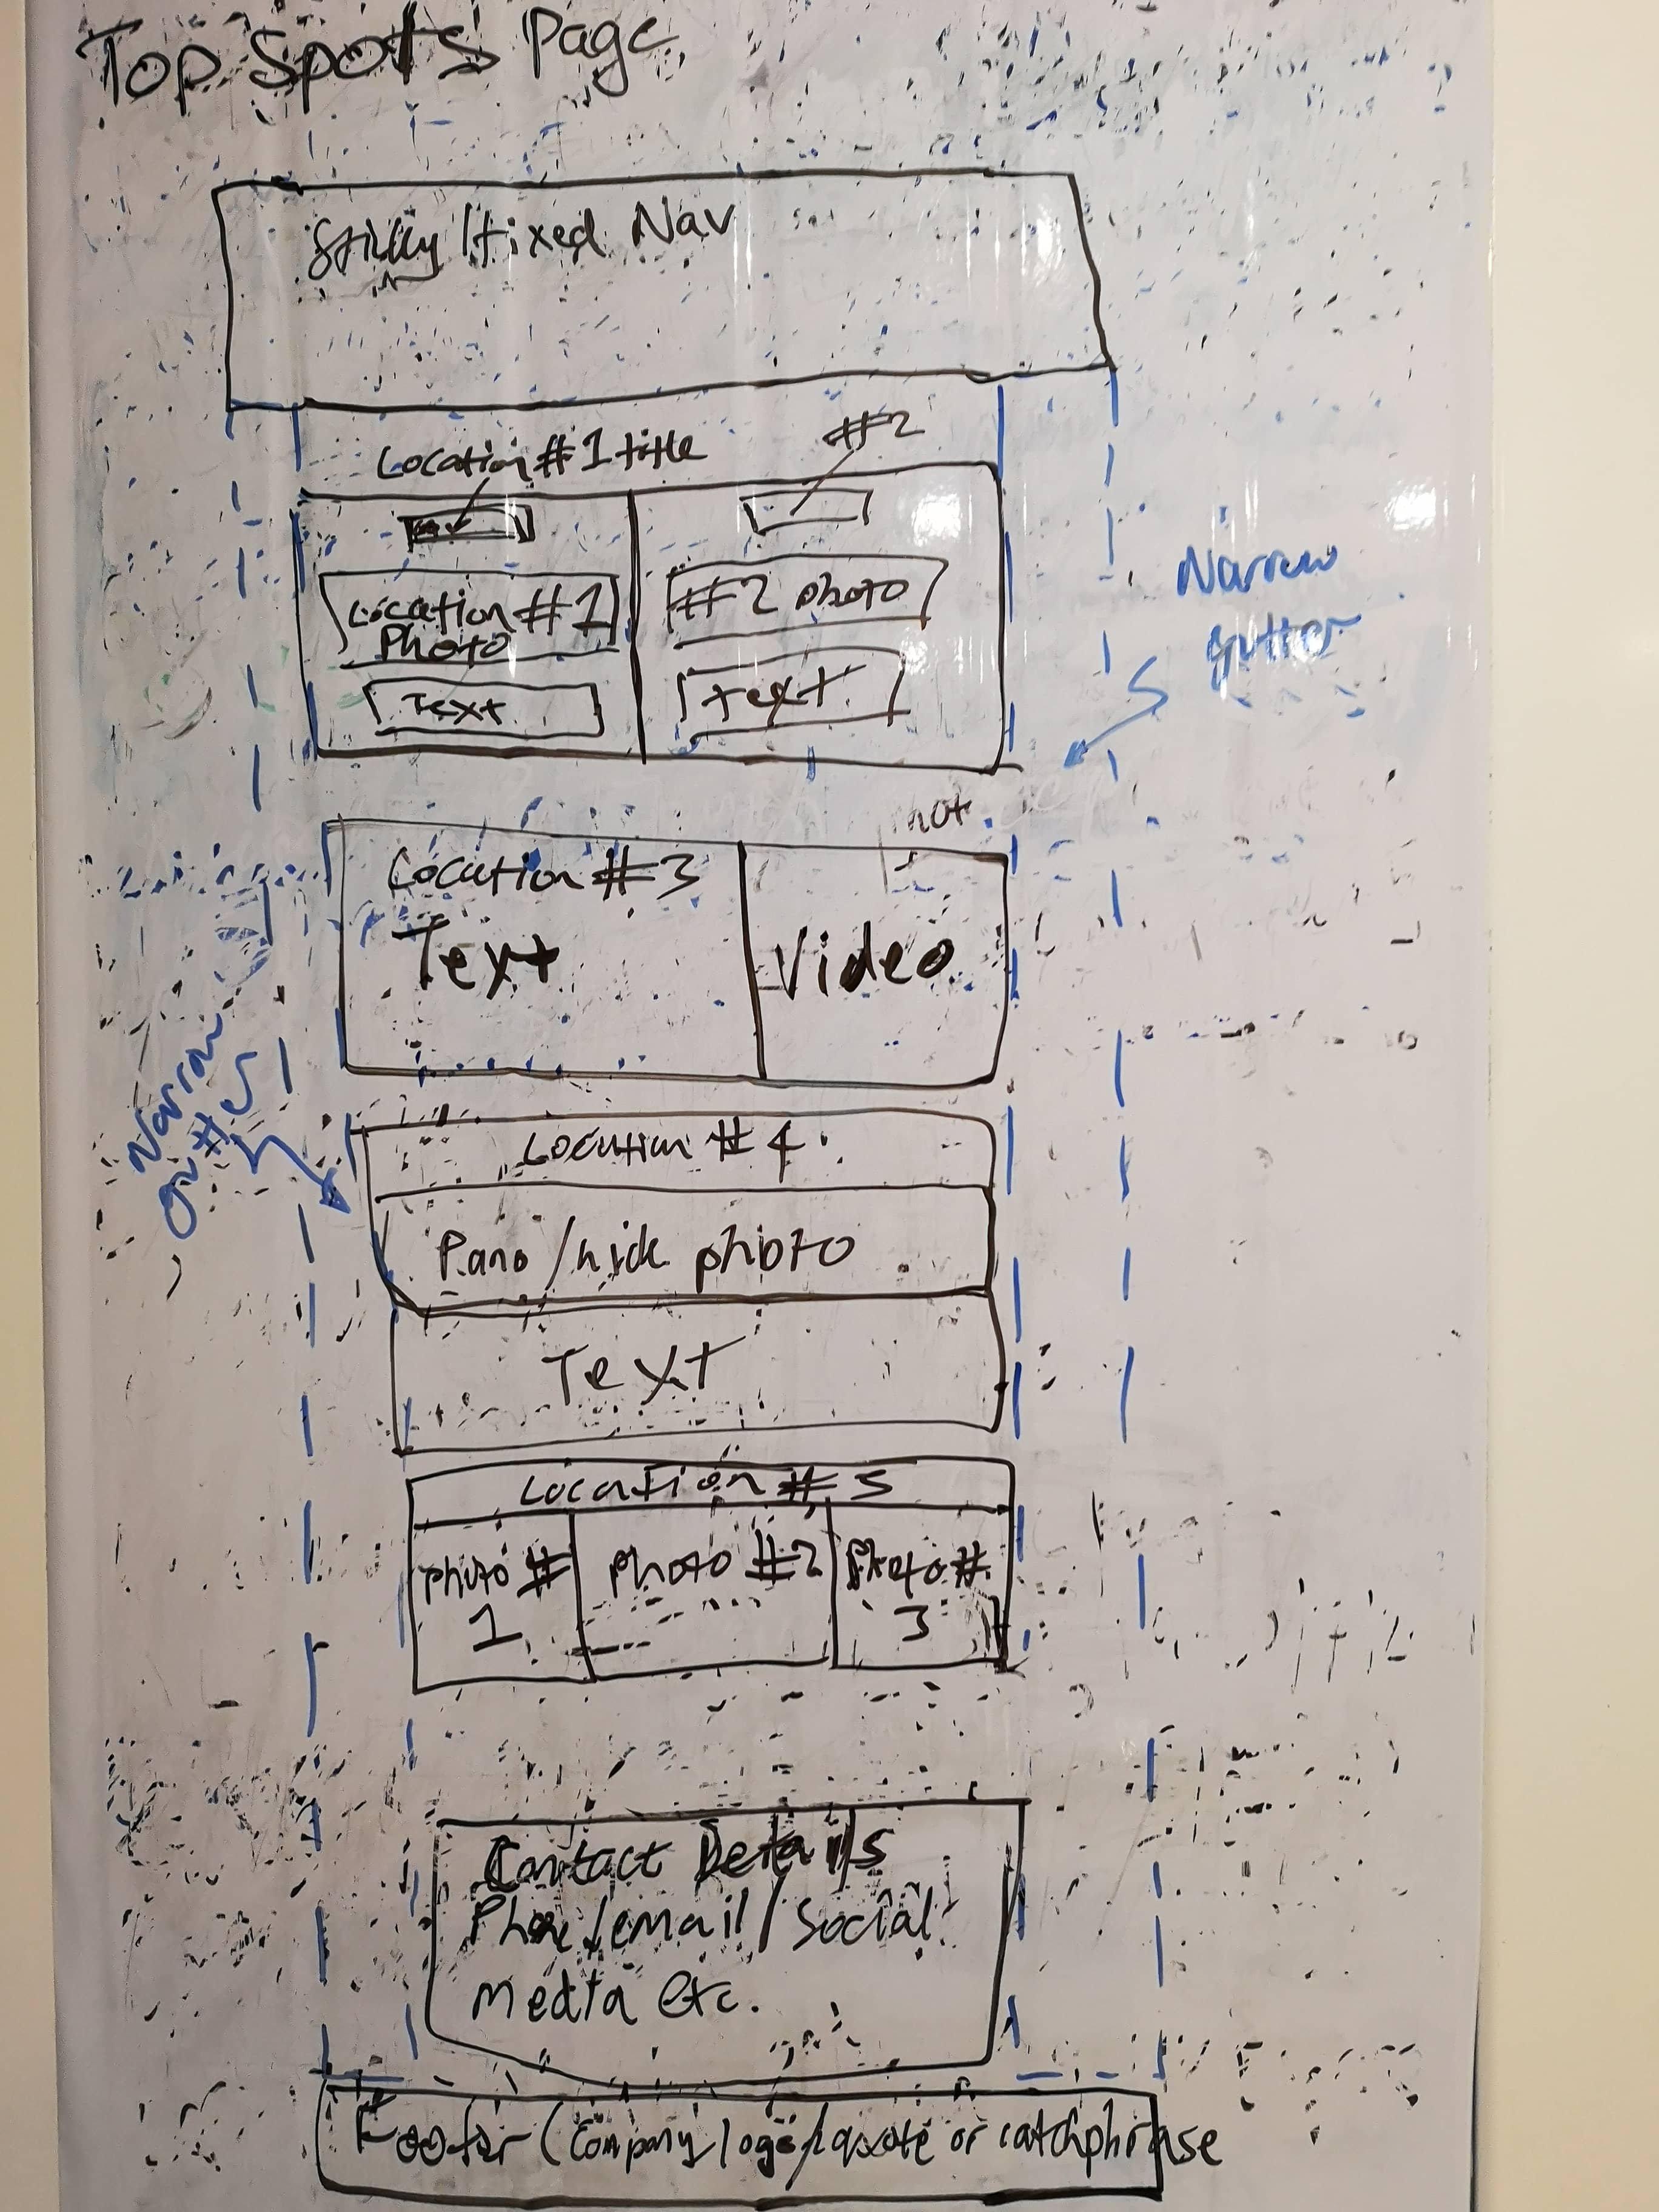 Top Spots Page
Sticky / Fixed Nav
Location #1 title
#2
Location #1
Photo
#2 photo
Text
text
Narrow
gutter
Location #3
Text
Video
Narrow
Location #4
Pano / wide photo
Text
Location #5
photo #
1
photo #2
Photo #
3
Contact Details
Phone / email / Social
Media etc.
Footer (Company logo / quote or catchphrase